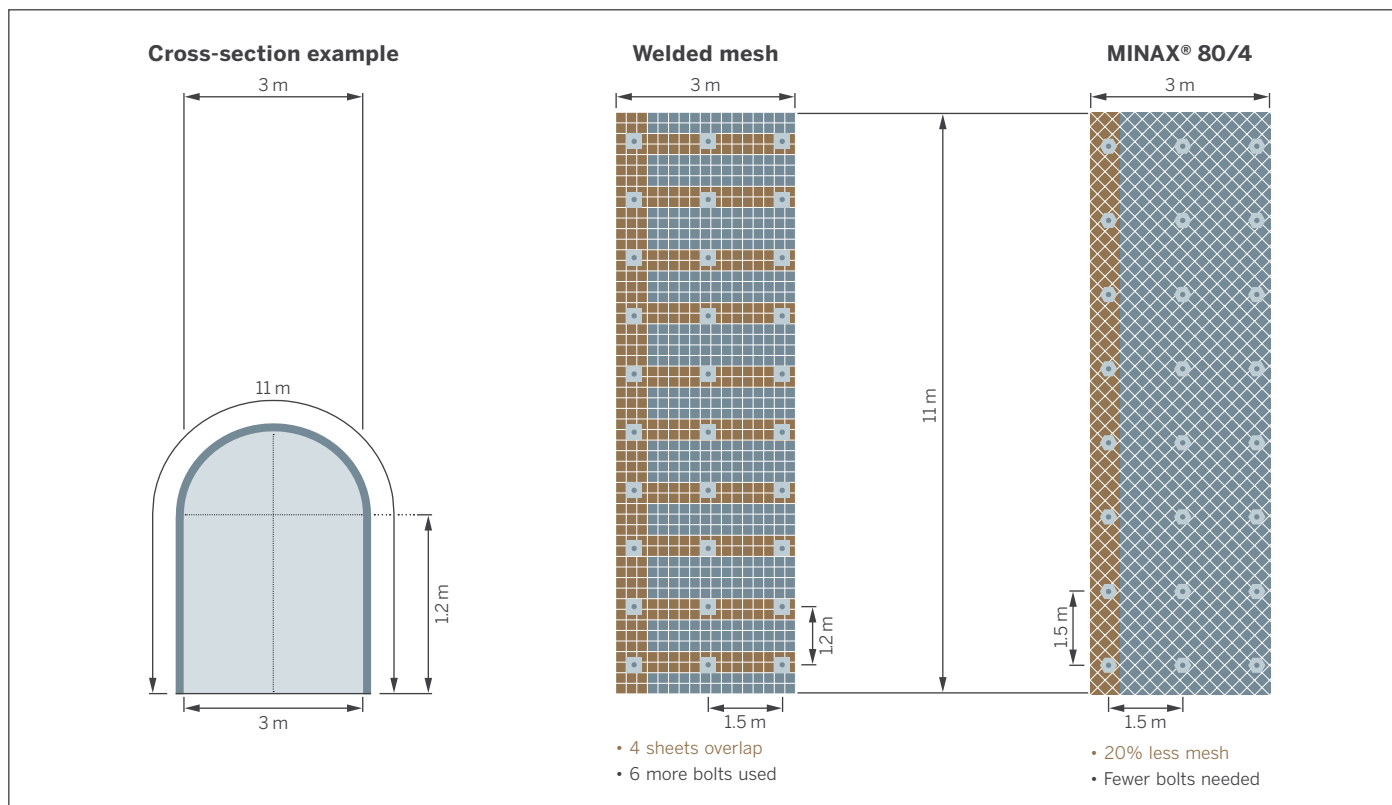 Cross-section example
3 m
11 m
1.2 m
3 m
Welded mesh
3 m
11 m
1.2 m
1.5 m
• 4 sheets overlap
• 6 more bolts used
MINAX® 80/4
3 m
1.5 m
1.5 m
• 20% less mesh
• Fewer bolts needed